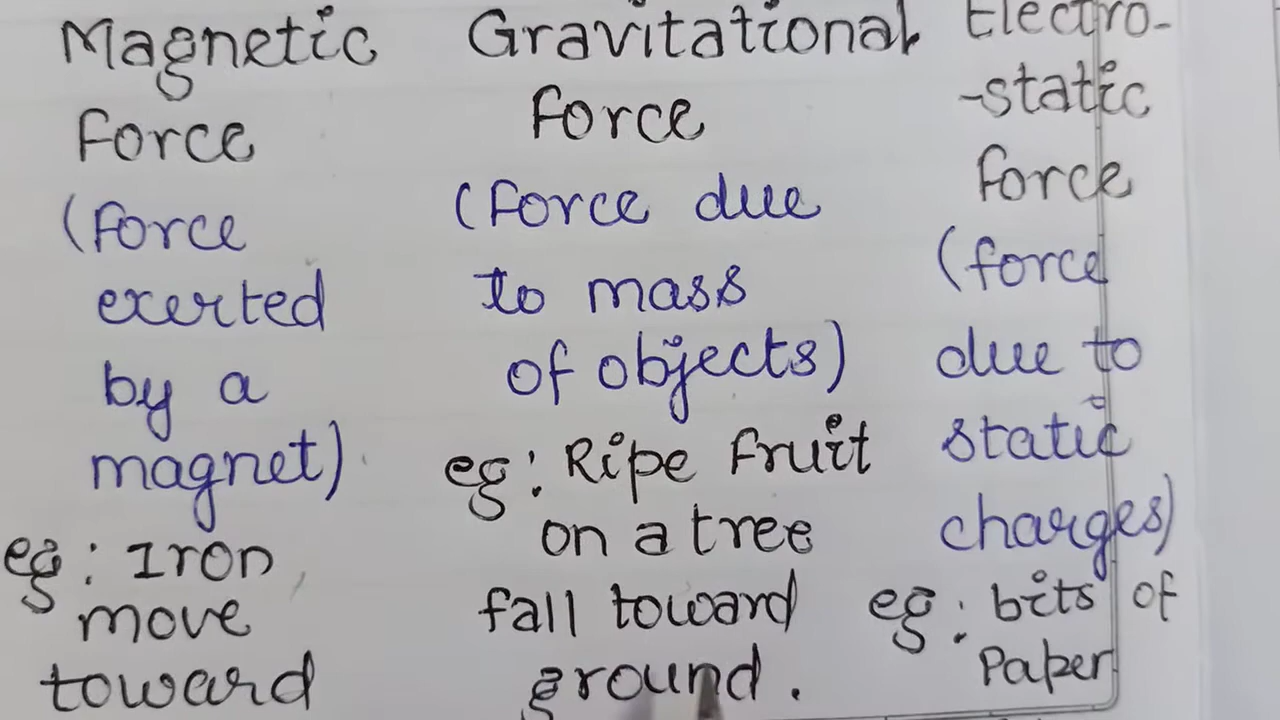 Magnetic
Force
(Force
exerted
by a
magnet)
eg: Iron
move
toward
Gravitational
Force
(Force due
to mass
of objects)
eg: Ripe Fruit
on a tree
fall toward
ground.
Electro-
-static
Force
(force
due to
static
charges)
eg: bits of
Paper